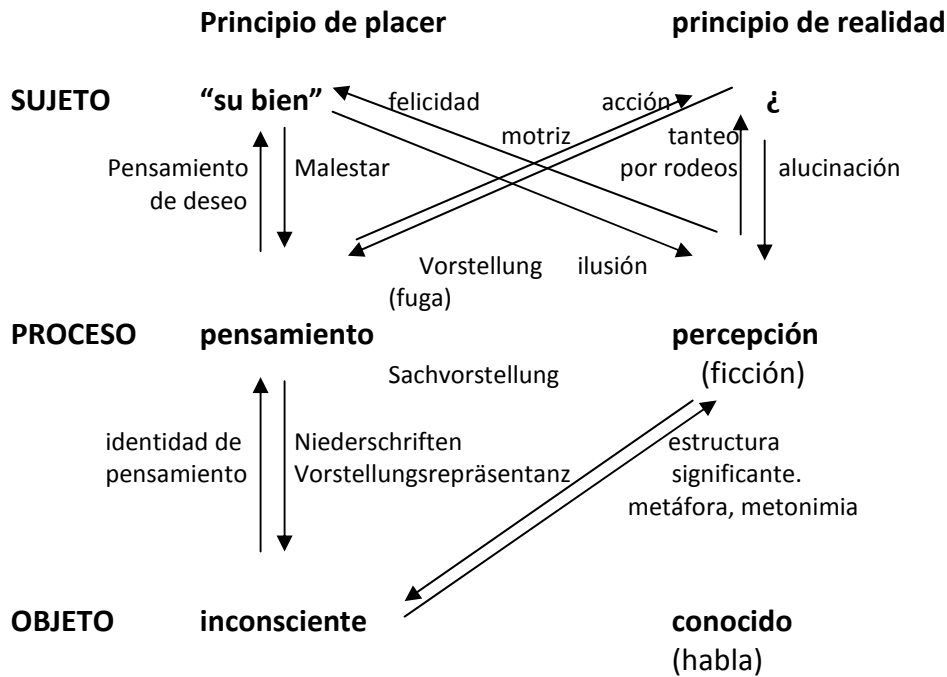 Principio de placer principio de realidad
SUJETO “su bien” felicidad acción ¿
motriz tanteo
Pensamiento Malestar por rodeos alucinación
de deseo
Vorstellung ilusión
(fuga)
PROCESO pensamiento percepción
Sachvorstellung (ficción)
identidad de Niederschriften estructura
pensamiento Vorstellungsrepräsentanz significante.
metáfora, metonimia
OBJETO inconsciente conocido
(habla)